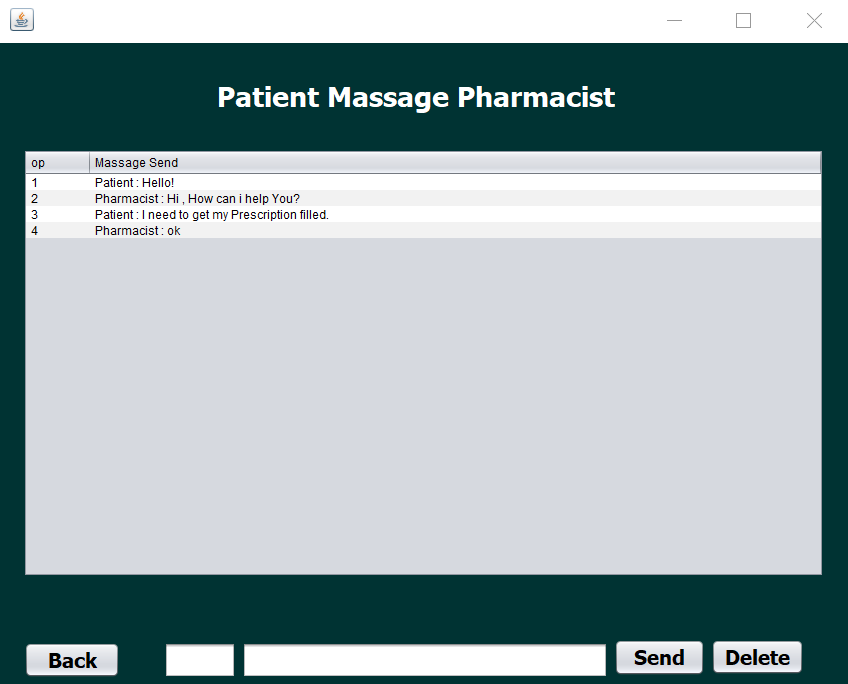 Patient Massage Pharmacist
op Massage Send
1 Patient : Hello!
2 Pharmacist : Hi , How can i help You?
3 Patient : I need to get my Prescription filled.
4 Pharmacist : ok
Back Send Delete